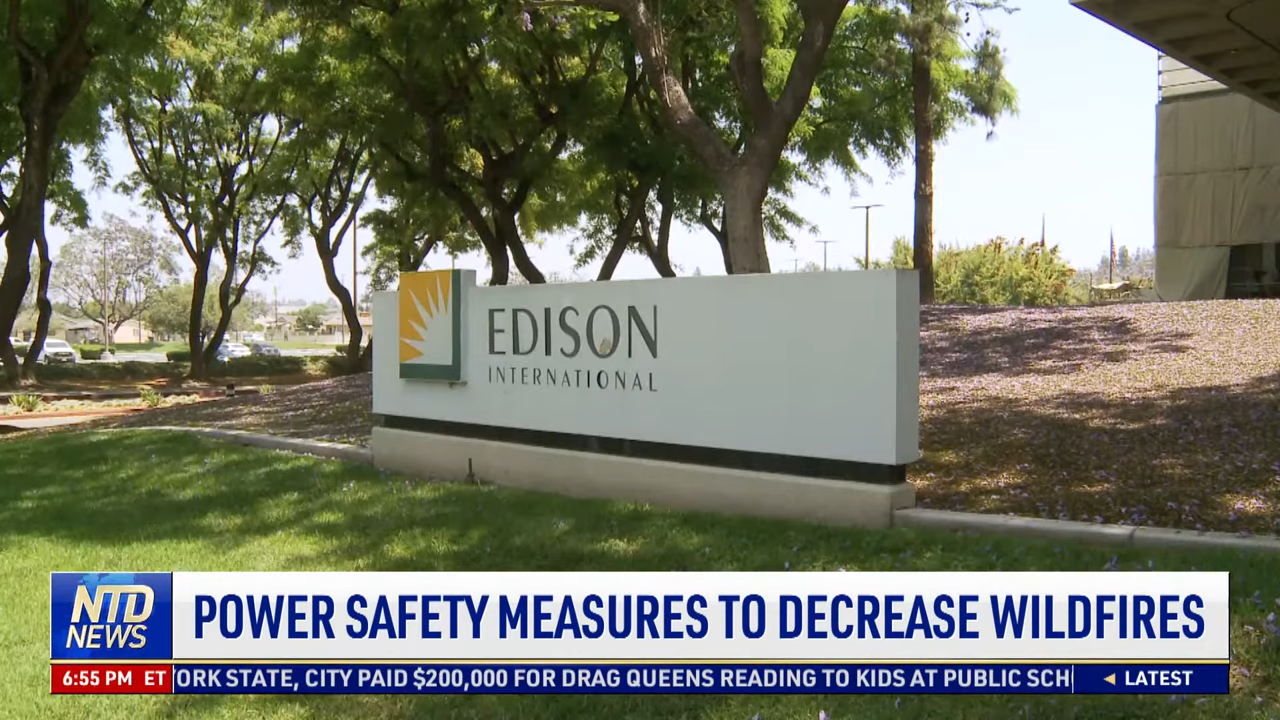 EDISON
INTERNATIONAL
NTD
NEWS
POWER SAFETY MEASURES TO DECREASE WILDFIRES
6:55 PM ET
ORK STATE, CITY PAID $200,000 FOR DRAG QUEENS READING TO KIDS AT PUBLIC SCH
LATEST